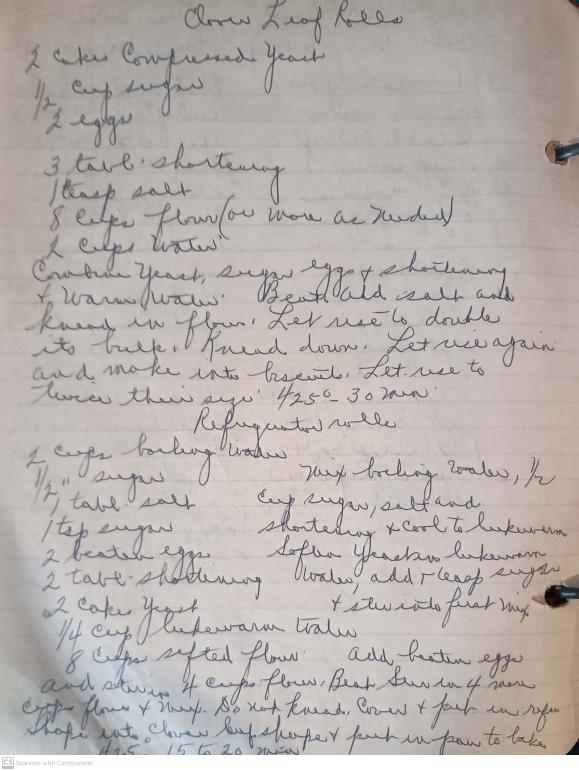 Clover Leaf Rolls
2 cakes Compressed Yeast
1/2 cup sugar
2 eggs
3 tabl. shortening
1 teasp salt
8 cups flour (or more as needed)
2 cups water
Combine Yeast, sugar eggs & shortening
& Warm Water. Beat. add salt and
knead in flour. Let rise to double
its bulk. Knead down. Let rise again
and make into biscuits. Let rise to
twice their size. 425° - 30 min.
Refrigerator rolls
2 cups boiling Water
1/2 " sugar
1 tabl. salt
1 tsp sugar
2 beaten eggs
2 tabl. shortening
2 cakes Yeast
1/4 cup lukewarm Water
8 cups sifted flour
Mix boiling Water, 1/2
cup sugar, salt and
shortening & cool to lukewarm
Soften Yeast in lukewarm
Water, add 1 teasp sugar
& stir into first mix.
add beaten eggs
and stir in 4 cups flour. Beat Stir in 4 more
cups flour & mix. Do not knead. Cover & put in refri
Shape into Clover leaf shape & put in pan to bake
425 15 to 20 min
CS Scanned with CamScanner